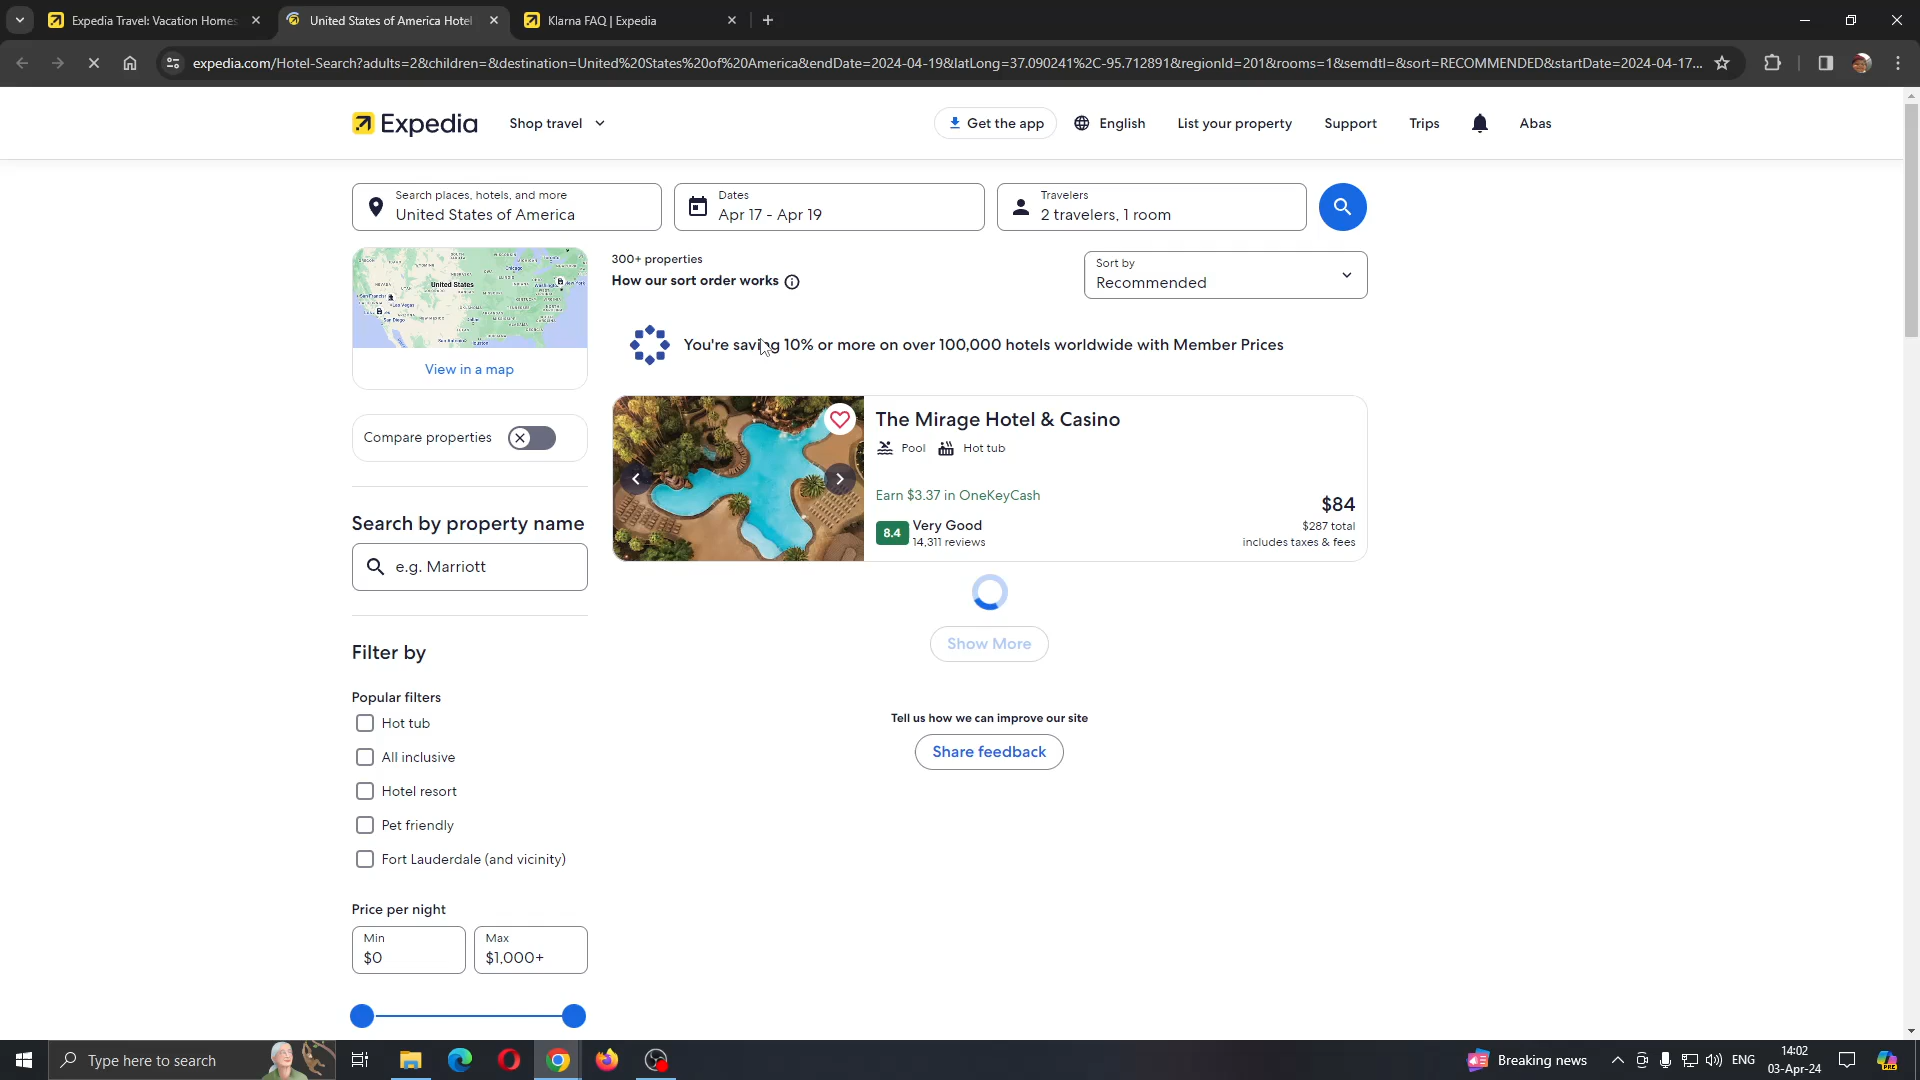 Expedia Travel: Vacation Homes
United States of America Hotel
Klarna FAQ | Expedia
expedia.com/Hotel-Search?adults=2&children=&destination=United%20States%20of%20America&endDate=2024-04-19&latLong=37.090241%2C-95.712891&regionId=201&rooms=1&semdtl=&sort=RECOMMENDED&startDate=2024-04-17...
Expedia
Shop travel
Get the app
English
List your property
Support
Trips
Abas
Search places, hotels, and more
United States of America
Dates
Apr 17 - Apr 19
Travelers
2 travelers, 1 room
United States
View in a map
300+ properties
How our sort order works
Sort by
Recommended
You're saving 10% or more on over 100,000 hotels worldwide with Member Prices
Compare properties
The Mirage Hotel & Casino
Pool
Hot tub
Earn $3.37 in OneKeyCash
8.4
Very Good
14,311 reviews
$84
$287 total
includes taxes & fees
Show More
Tell us how we can improve our site
Share feedback
Search by property name
e.g. Marriott
Filter by
Popular filters
Hot tub
All inclusive
Hotel resort
Pet friendly
Fort Lauderdale (and vicinity)
Price per night
Min
$0
Max
$1,000+
Type here to search
Breaking news
ENG
14:02
03-Apr-24